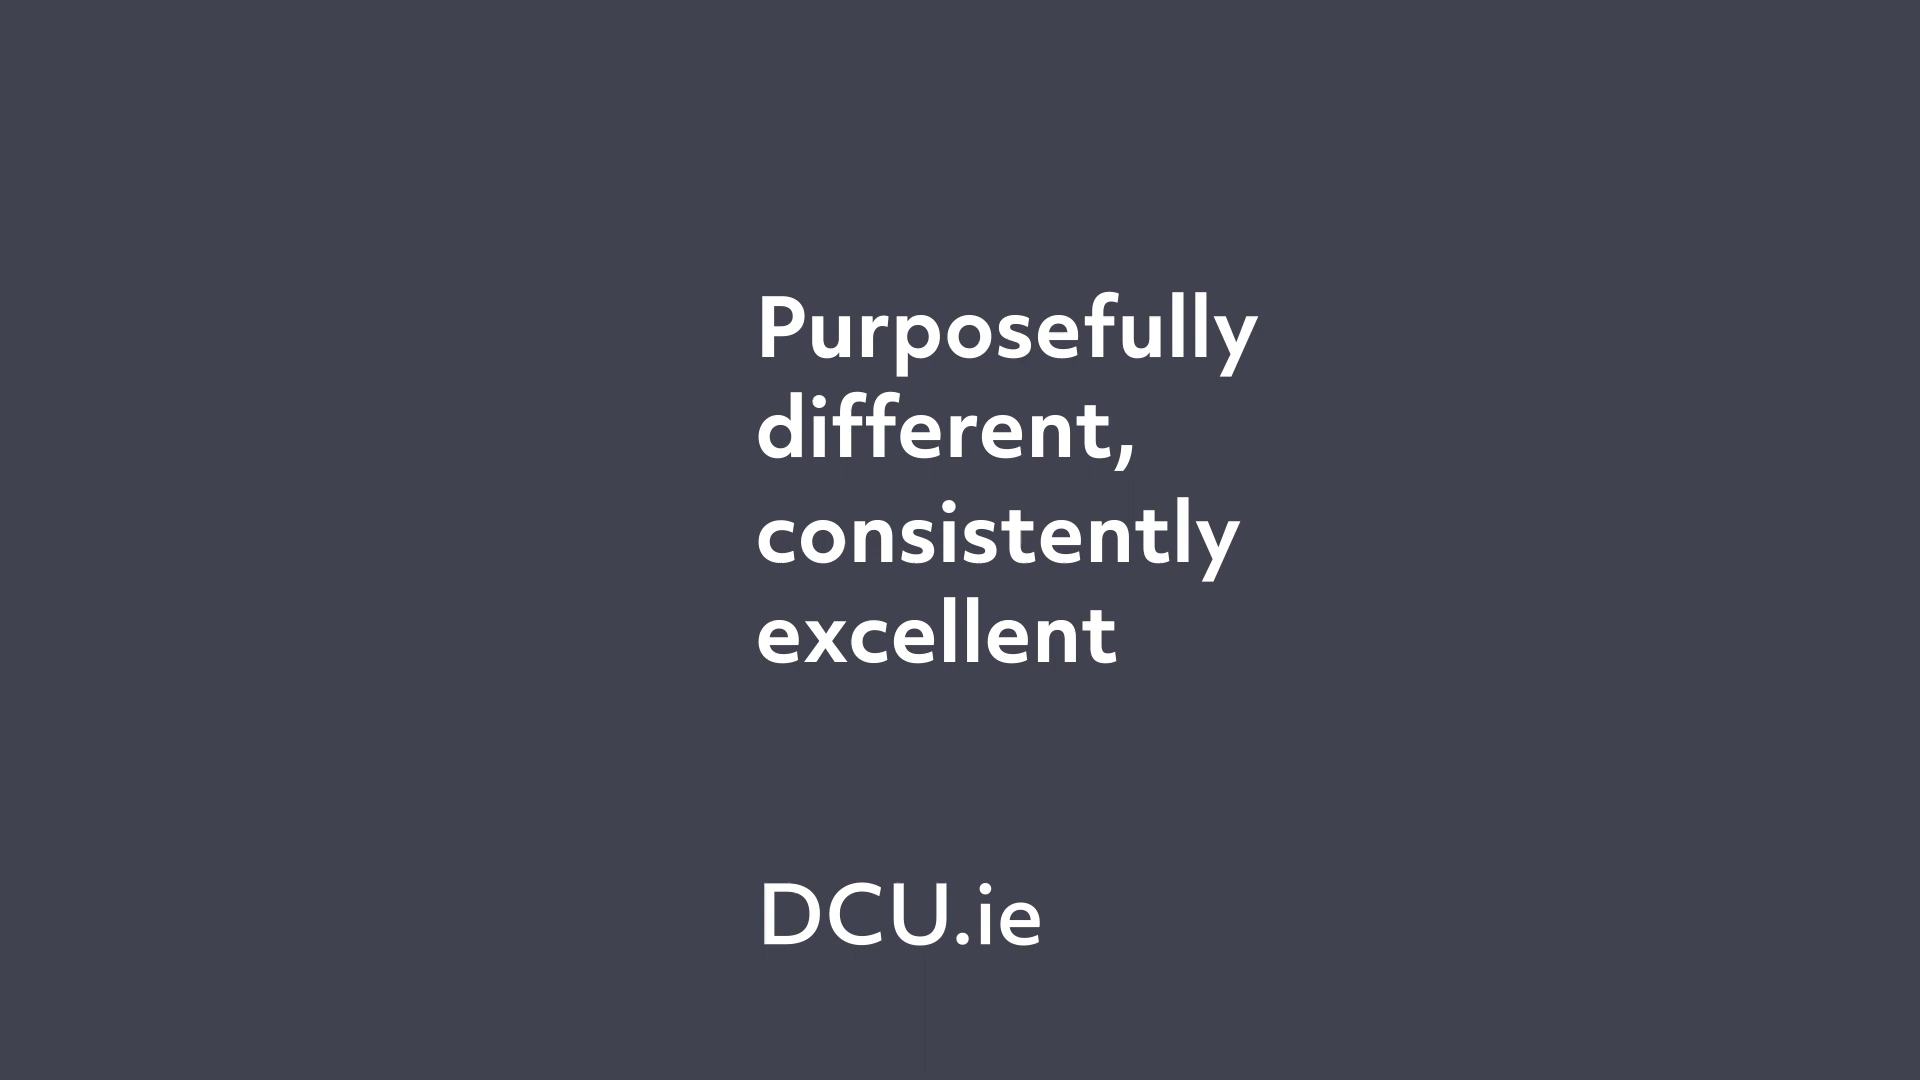 Purposefully
different,
consistently
excellent
DCU.ie